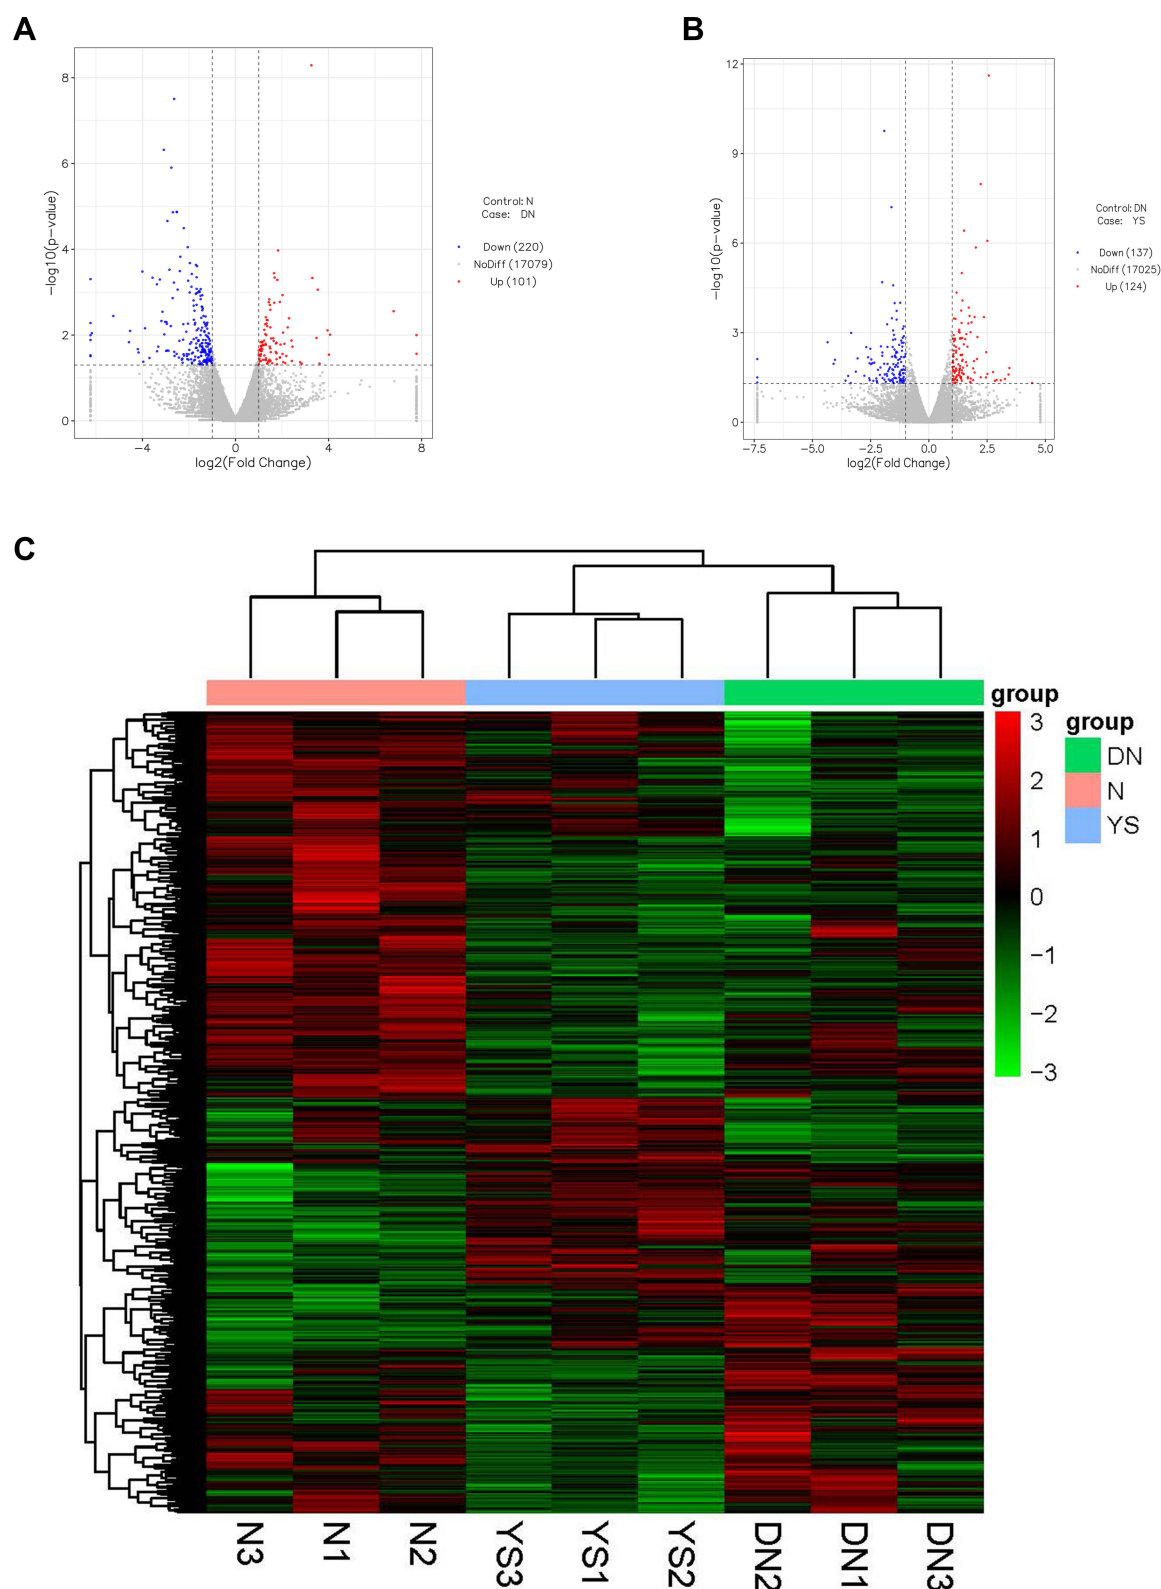 A
B
8
6
4
2
0
−4
0
4
8
−log10(p−value)
log2(Fold Change)
Control: N
Case: DN
Down (220)
NoDiff (17079)
Up (101)
12
9
6
3
0
−7.5
−5.0
−2.5
0.0
2.5
5.0
−log10(p−value)
log2(Fold Change)
Control: DN
Case: YS
Down (137)
NoDiff (17025)
Up (124)
C
group
3
2
1
0
−1
−2
−3
group
DN
N
YS
N3
N1
N2
YS3
YS1
YS2
DN2
DN1
DN3